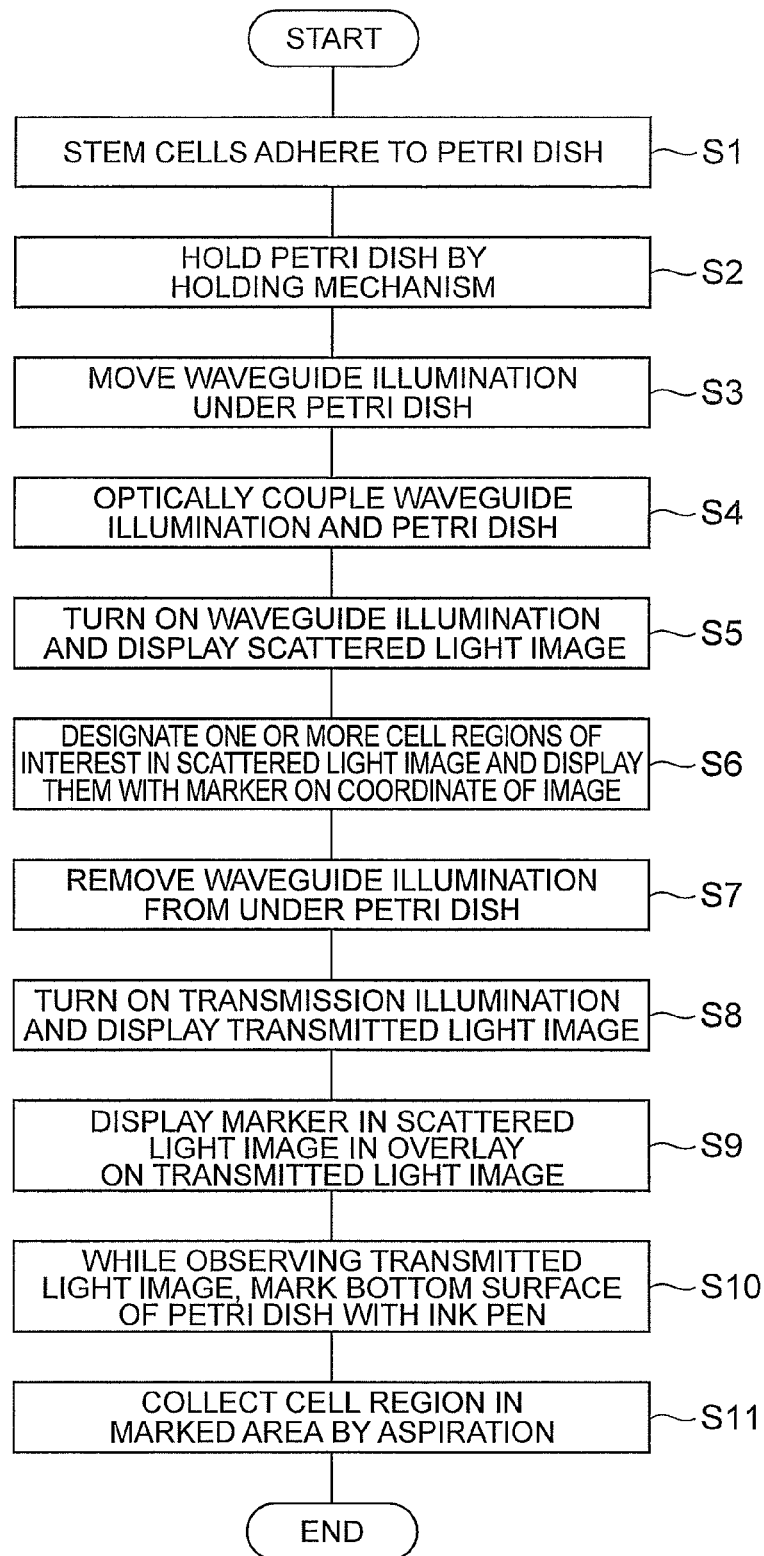 START
STEM CELLS ADHERE TO PETRI DISH
S1
HOLD PETRI DISH BY
HOLDING MECHANISM
S2
MOVE WAVEGUIDE ILLUMINATION
UNDER PETRI DISH
S3
OPTICALLY COUPLE WAVEGUIDE
ILLUMINATION AND PETRI DISH
S4
TURN ON WAVEGUIDE ILLUMINATION
AND DISPLAY SCATTERED LIGHT IMAGE
S5
DESIGNATE ONE OR MORE CELL REGIONS OF
INTEREST IN SCATTERED LIGHT IMAGE AND DISPLAY
THEM WITH MARKER ON COORDINATE OF IMAGE
S6
REMOVE WAVEGUIDE ILLUMINATION
FROM UNDER PETRI DISH
S7
TURN ON TRANSMISSION ILLUMINATION
AND DISPLAY TRANSMITTED LIGHT IMAGE
S8
DISPLAY MARKER IN SCATTERED
LIGHT IMAGE IN OVERLAY
ON TRANSMITTED LIGHT IMAGE
S9
WHILE OBSERVING TRANSMITTED
LIGHT IMAGE, MARK BOTTOM SURFACE
OF PETRI DISH WITH INK PEN
S10
COLLECT CELL REGION IN
MARKED AREA BY ASPIRATION
S11
END